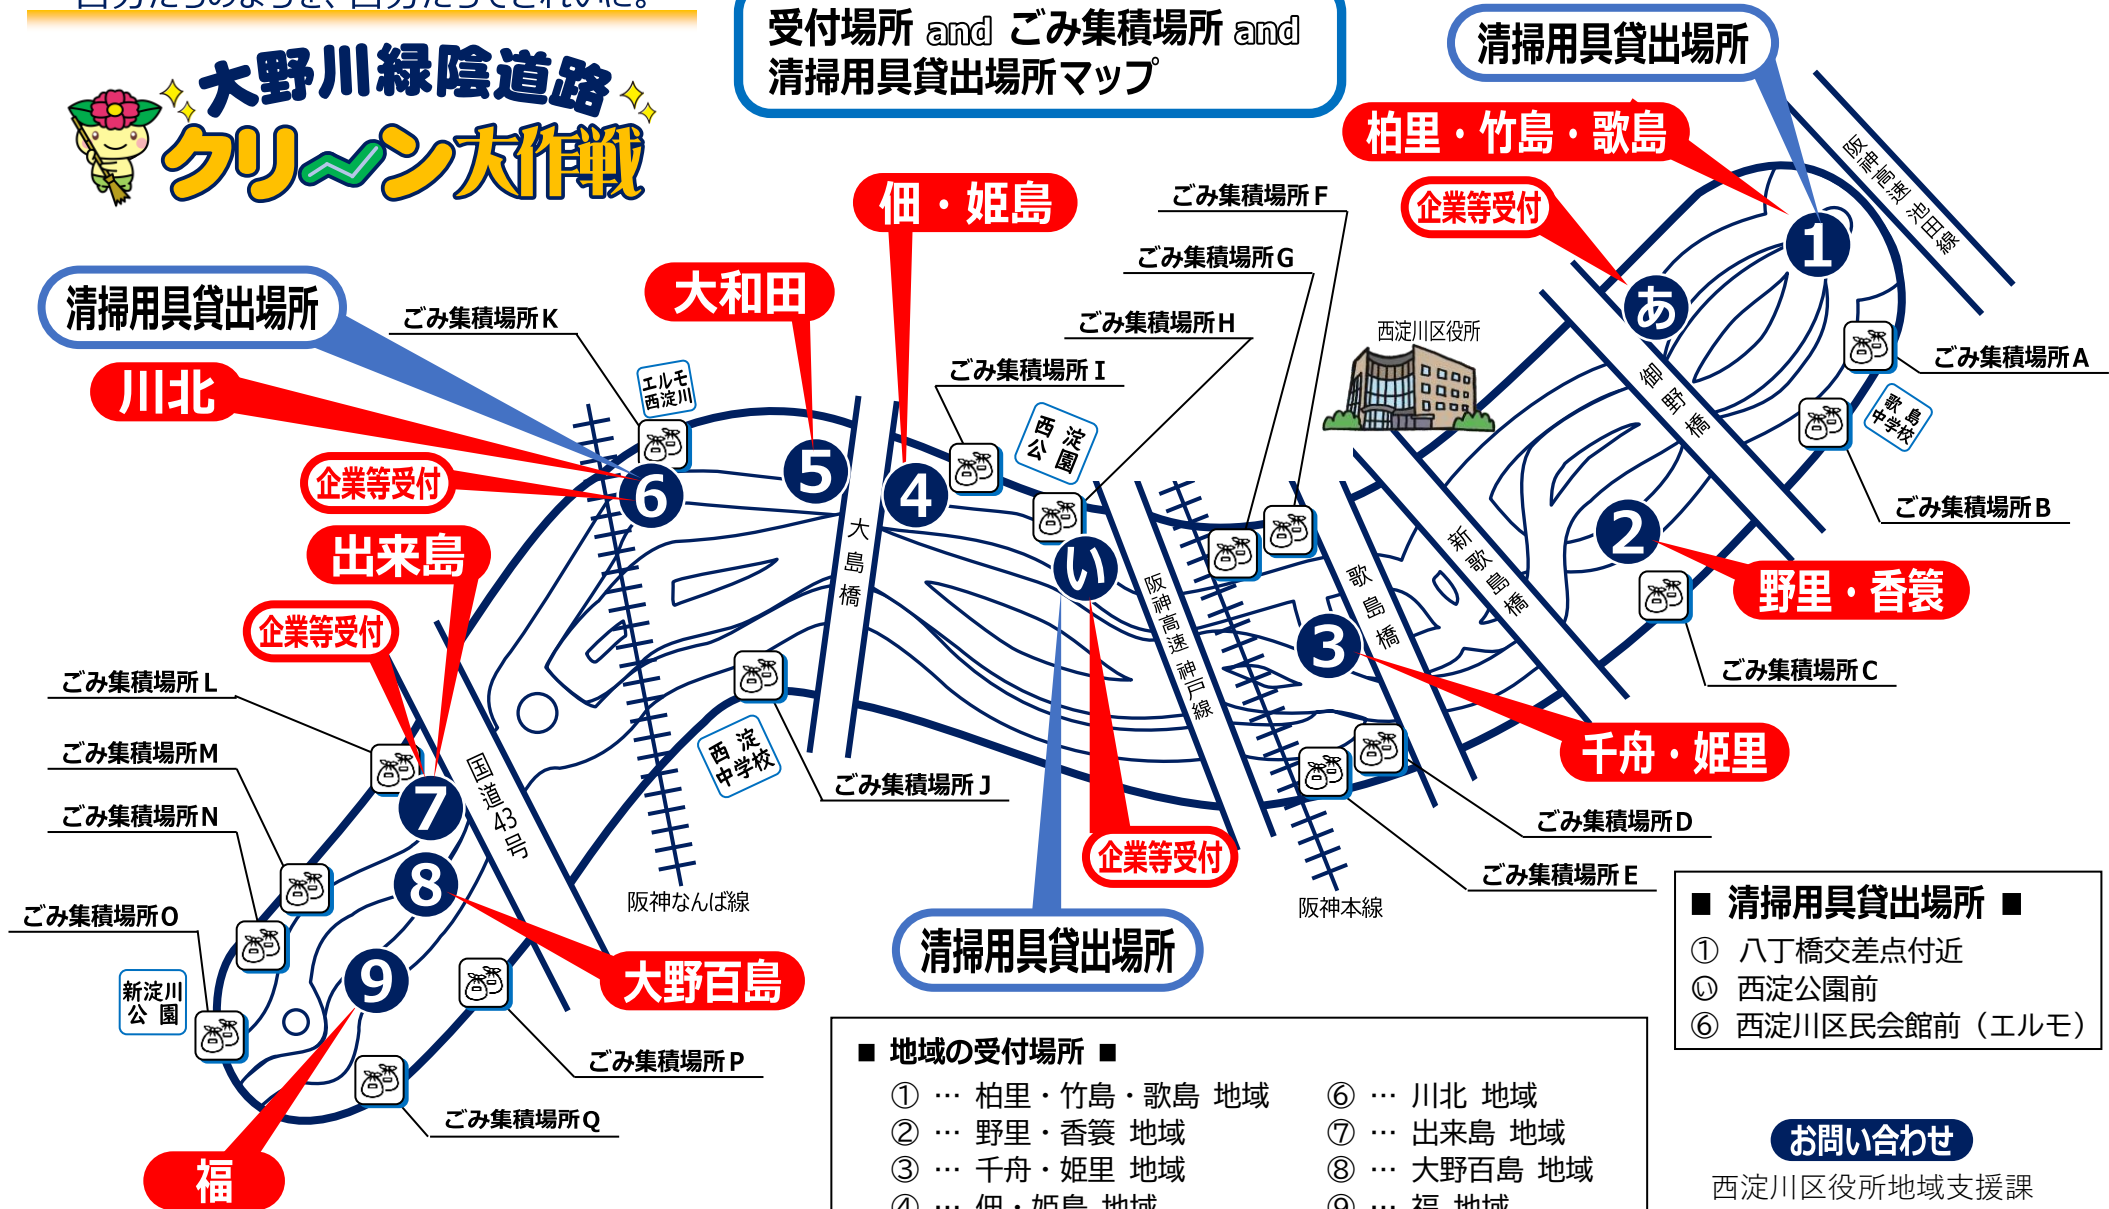 大野川緑陰道路
クリーン大作戦
受付場所 and ごみ集積場所 and
清掃用具貸出場所マップ
清掃用具貸出場所
柏里・竹島・歌島
企業等受付
阪神高速 池田線
1
あ
御野橋
ごみ集積場所A
歌島
中学校
ごみ集積場所B
2
野里・香簑
ごみ集積場所C
西淀川区役所
新歌島橋
ごみ集積場所F
ごみ集積場所G
ごみ集積場所H
ごみ集積場所I
佃・姫島
大和田
清掃用具貸出場所
ごみ集積場所K
エルモ
西淀川
川北
企業等受付
6
5
4
大島橋
西淀
公園
い
阪神高速 神戸線
歌島橋
3
千舟・姫里
出来島
企業等受付
ごみ集積場所L
ごみ集積場所M
ごみ集積場所N
ごみ集積場所O
国道43号
7
8
9
西淀
中学校
ごみ集積場所J
ごみ集積場所D
ごみ集積場所E
企業等受付
清掃用具貸出場所
阪神なんば線
阪神本線
大野百島
新淀川
公園
ごみ集積場所P
ごみ集積場所Q
福
■ 清掃用具貸出場所 ■
① 八丁橋交差点付近
㋑ 西淀公園前
⑥ 西淀川区民会館前（エルモ）
■ 地域の受付場所 ■
① … 柏里・竹島・歌島 地域
② … 野里・香簑 地域
③ … 千舟・姫里 地域
④ … 佃・姫島 地域
⑥ … 川北 地域
⑦ … 出来島 地域
⑧ … 大野百島 地域
⑨ … 福 地域
お問い合わせ
西淀川区役所地域支援課